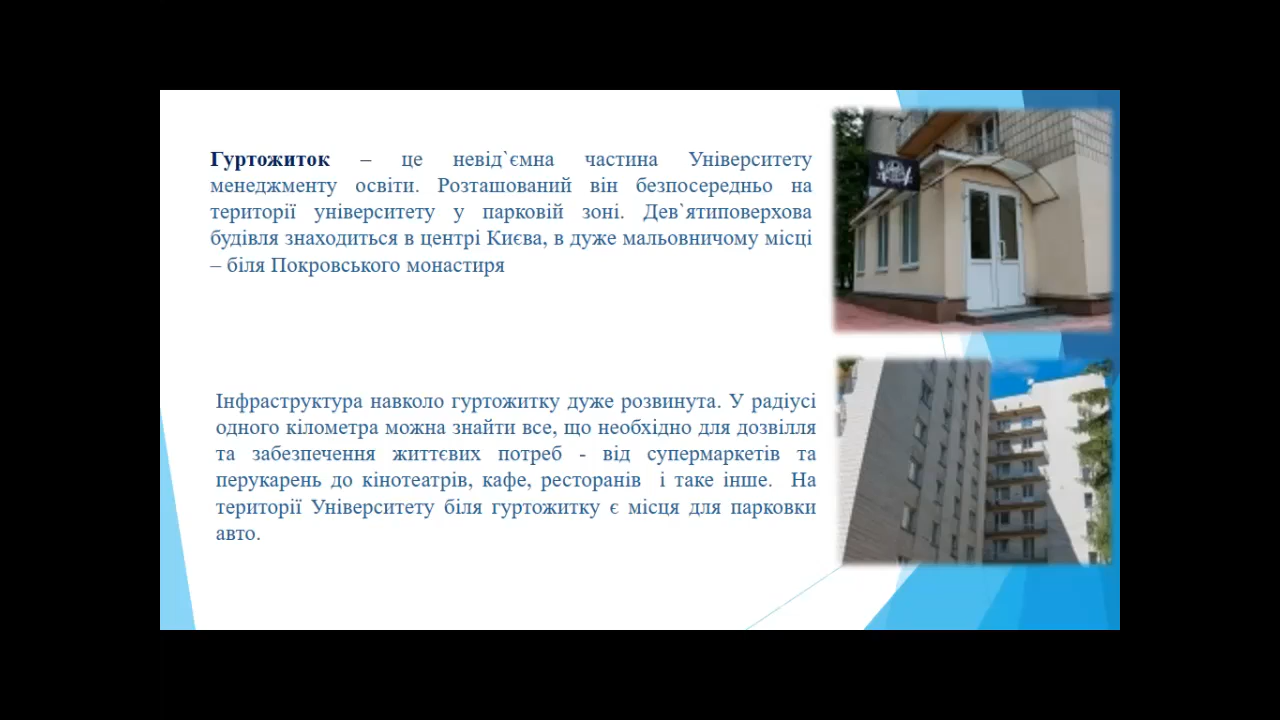 Гуртожиток – це невід`ємна частина Університету
менеджменту освіти. Розташований він безпосередньо на
території університету у парковій зоні. Дев`ятиповерхова
будівля знаходиться в центрі Києва, в дуже мальовничому місці
– біля Покровського монастиря
Інфраструктура навколо гуртожитку дуже розвинута. У радіусі
одного кілометра можна знайти все, що необхідно для дозвілля
та забезпечення життєвих потреб - від супермаркетів та
перукарень до кінотеатрів, кафе, ресторанів  і таке інше.  На
території Університету біля гуртожитку є місця для парковки
авто.